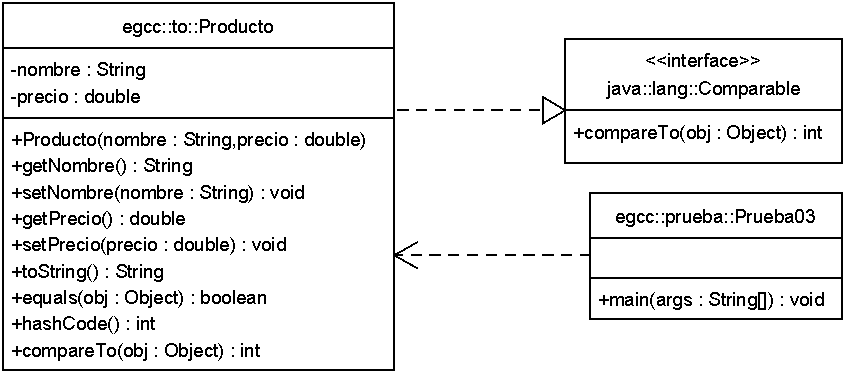 egcc::to::Producto
-nombre : String
-precio : double
+Producto(nombre : String,precio : double)
+getNombre() : String
+setNombre(nombre : String) : void
+getPrecio() : double
+setPrecio(precio : double) : void
+toString() : String
+equals(obj : Object) : boolean
+hashCode() : int
+compareTo(obj : Object) : int
<<interface>>
java::lang::Comparable
+compareTo(obj : Object) : int
egcc::prueba::Prueba03
+main(args : String[]) : void